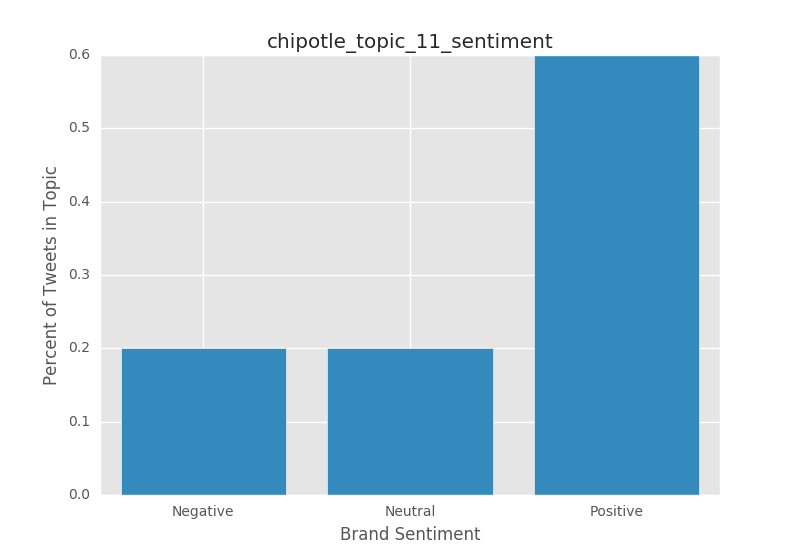 chipotle_topic_11_sentiment
0.6
0.5
0.4
0.3
0.2
0.1
0.0
Percent of Tweets in Topic
Negative Neutral Positive
Brand Sentiment